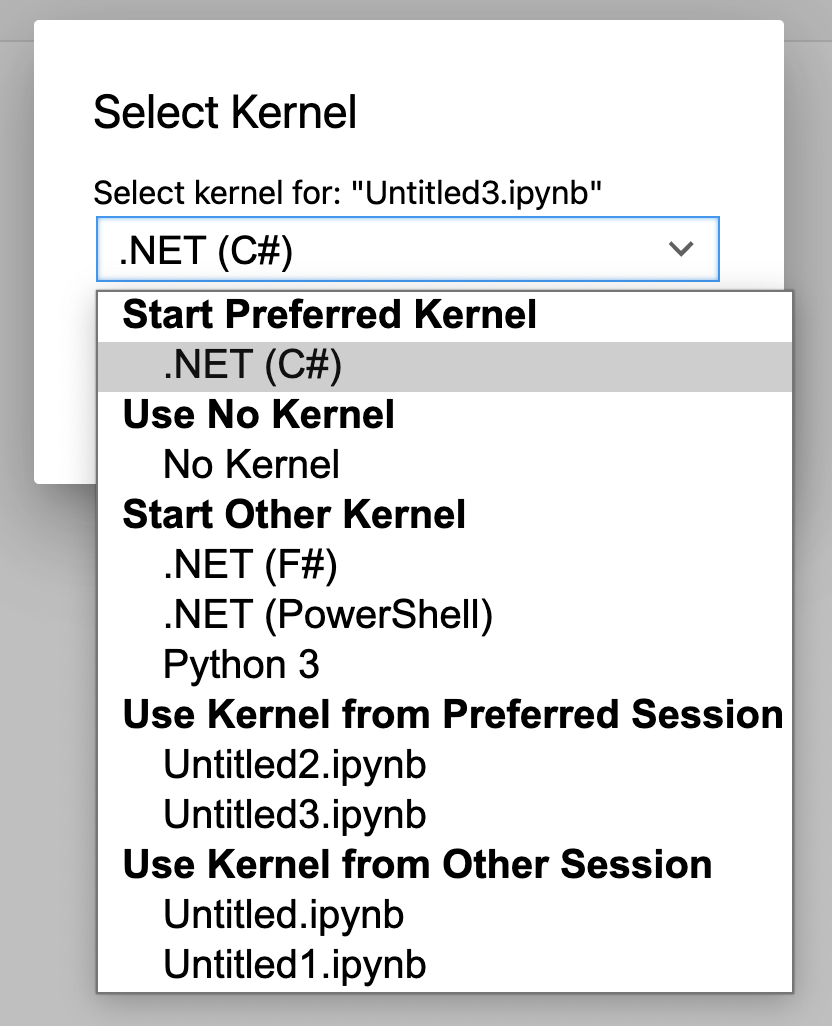 Select Kernel
Select kernel for: "Untitled3.ipynb"
.NET (C#)
Start Preferred Kernel
.NET (C#)
Use No Kernel
No Kernel
Start Other Kernel
.NET (F#)
.NET (PowerShell)
Python 3
Use Kernel from Preferred Session
Untitled2.ipynb
Untitled3.ipynb
Use Kernel from Other Session
Untitled.ipynb
Untitled1.ipynb